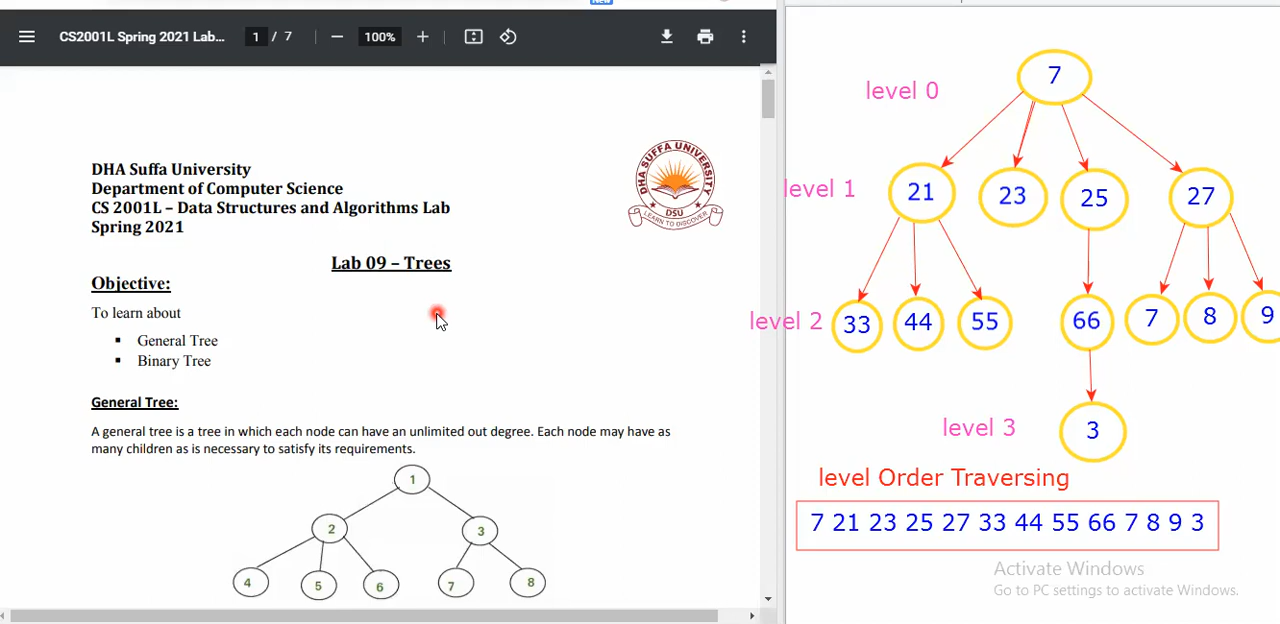 New
CS2001L Spring 2021 Lab... 1 / 7 100%
DHA Suffa University
Department of Computer Science
CS 2001L – Data Structures and Algorithms Lab
Spring 2021
DHA SUFFA UNIVERSITY
DSU
LEARN TO DISCOVER
Lab 09 – Trees
Objective:
To learn about
▪ General Tree
▪ Binary Tree
General Tree:
A general tree is a tree in which each node can have an unlimited out degree. Each node may have as
many children as is necessary to satisfy its requirements.
1
2 3
4 5 6 7 8
level 0 7
level 1 21 23 25 27
level 2 33 44 55 66 7 8 9
level 3 3
level Order Traversing
7 21 23 25 27 33 44 55 66 7 8 9 3
Activate Windows
Go to PC settings to activate Windows.